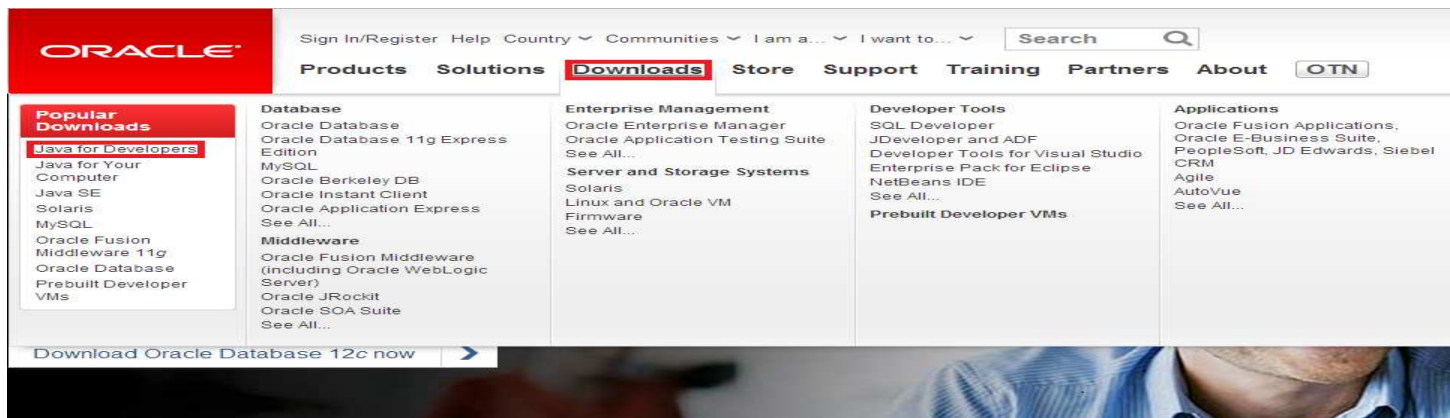 ORACLE
Sign In/Register Help Country Communities I am a... I want to... Search
Products Solutions Downloads Store Support Training Partners About OTN
Popular
Downloads
Java for Developers
Java for Your
Computer
Java SE
Solaris
MySQL
Oracle Fusion
Middleware 11g
Oracle Database
Prebuilt Developer
VMs
Database
Oracle Database
Oracle Database 11g Express
Edition
MySQL
Oracle Berkeley DB
Oracle Instant Client
Oracle Application Express
See All...
Middleware
Oracle Fusion Middleware
(including Oracle WebLogic
Server)
Oracle JRockit
Oracle SOA Suite
See All...
Enterprise Management
Oracle Enterprise Manager
Oracle Application Testing Suite
See All...
Server and Storage Systems
Solaris
Linux and Oracle VM
Firmware
See All...
Developer Tools
SQL Developer
JDeveloper and ADF
Developer Tools for Visual Studio
Enterprise Pack for Eclipse
NetBeans IDE
See All...
Prebuilt Developer VMs
Applications
Oracle Fusion Applications,
Oracle E-Business Suite,
PeopleSoft, JD Edwards, Siebel
CRM
Agile
AutoVue
See All...
Download Oracle Database 12c now